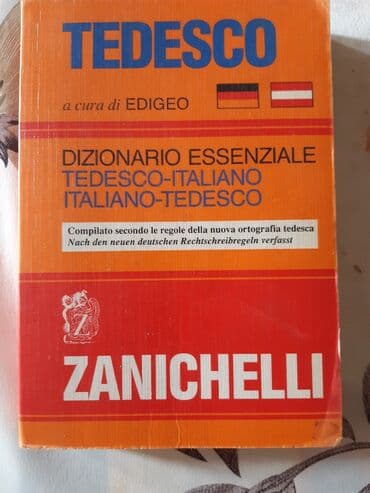 TEDESCO
a cura di EDIGEO
DIZIONARIO ESSENZIALE
TEDESCO-ITALIANO
ITALIANO-TEDESCO
Compilato secondo le regole della nuova ortografia tedesca
Nach den neuen deutschen Rechtschreibregeln verfasst
Z
ZANICHELLI